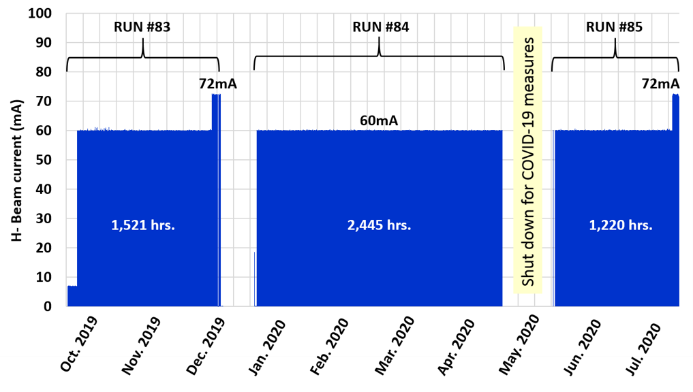 RUN #83
RUN #84
RUN #85
72mA
60mA
72mA
1,521 hrs.
2,445 hrs.
1,220 hrs.
Shut down for COVID-19 measures
H- Beam current (mA)
100
90
80
70
60
50
40
30
20
10
0
Oct. 2019
Nov. 2019
Dec. 2019
Jan. 2020
Feb. 2020
Mar. 2020
Apr. 2020
May. 2020
Jun. 2020
Jul. 2020